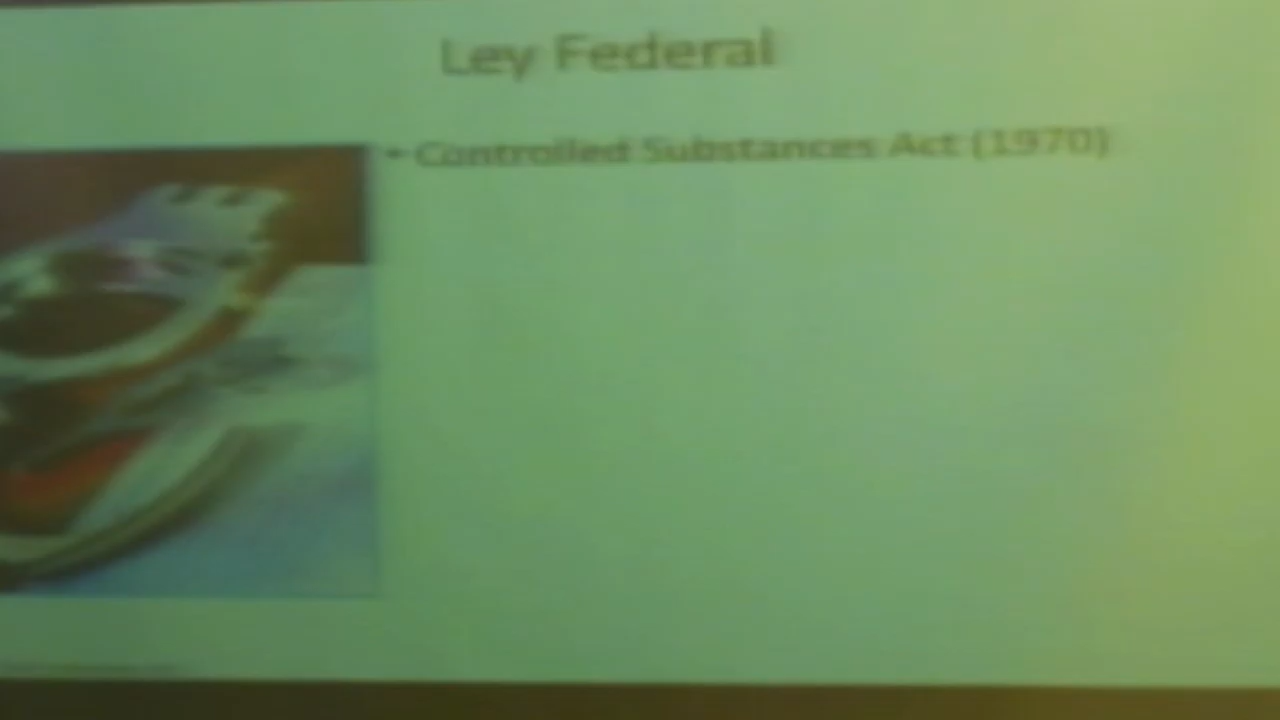 Ley Federal
• Controlled Substances Act (1970)